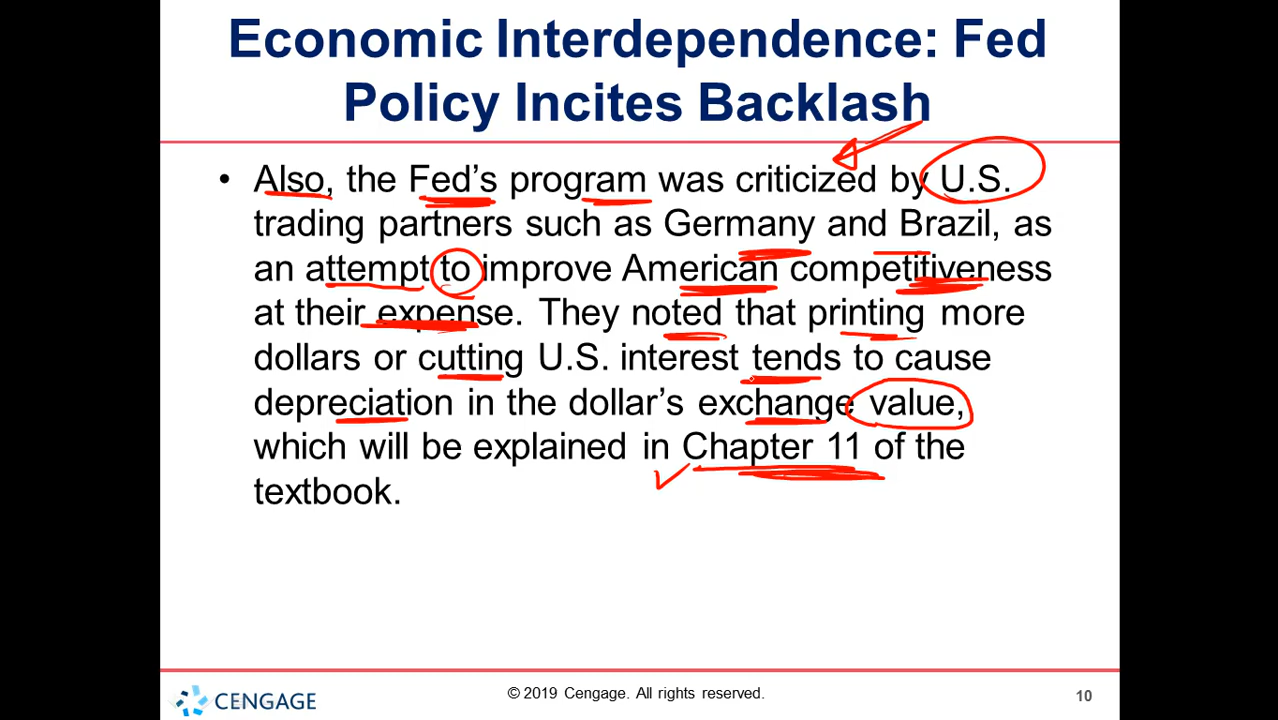 Economic Interdependence: Fed
Policy Incites Backlash
• Also, the Fed’s program was criticized by U.S.
trading partners such as Germany and Brazil, as
an attempt to improve American competitiveness
at their expense. They noted that printing more
dollars or cutting U.S. interest tends to cause
depreciation in the dollar’s exchange value,
which will be explained in Chapter 11 of the
textbook.
CENGAGE
© 2019 Cengage. All rights reserved.
10